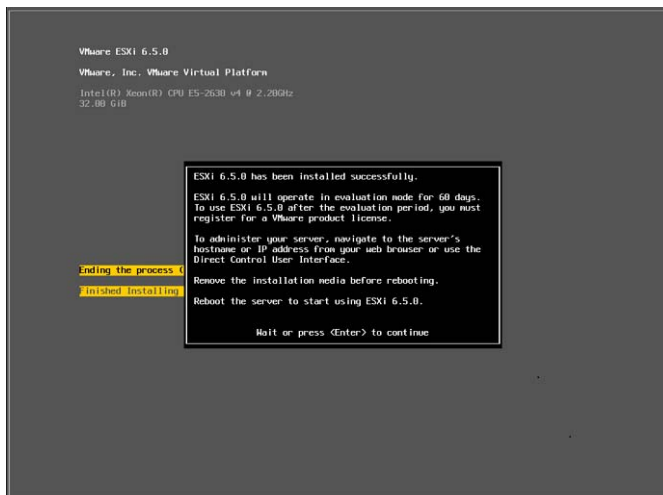 VMware ESXi 6.5.0
VMware, Inc. VMware Virtual Platform
Intel(R) Xeon(R) CPU E5-2630 v4 @ 2.20GHz
32.00 GiB
ESXi 6.5.0 has been installed successfully.
ESXi 6.5.0 will operate in evaluation mode for 60 days.
To use ESXi 6.5.0 after the evaluation period, you must
register for a VMware product license.
To administer your server, navigate to the server's
hostname or IP address from your web browser or use the
Direct Control User Interface.
Ending the process (
Remove the installation media before rebooting.
Finished Installing
Reboot the server to start using ESXi 6.5.0.
Wait or press <Enter> to continue